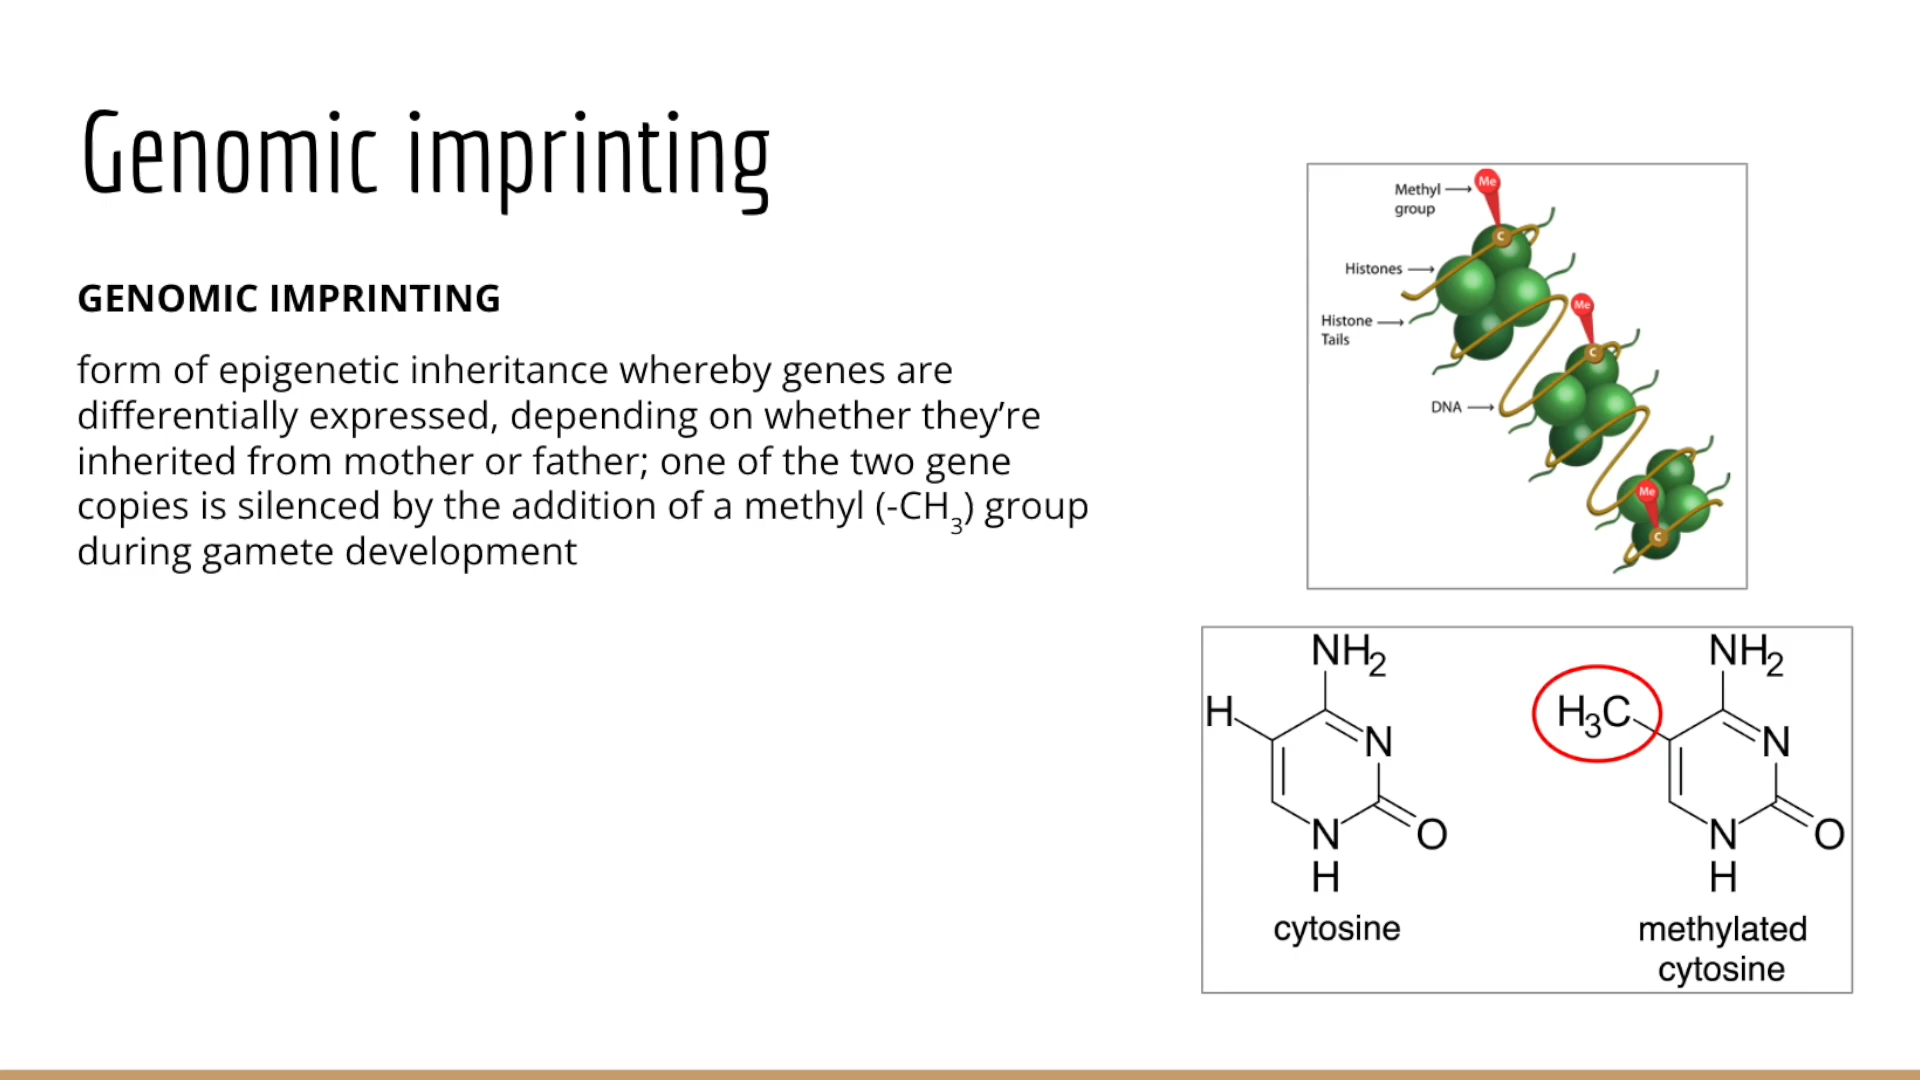 Genomic imprinting
GENOMIC IMPRINTING
form of epigenetic inheritance whereby genes are
differentially expressed, depending on whether they’re
inherited from mother or father; one of the two gene
copies is silenced by the addition of a methyl (-CH3) group
during gamete development
Methyl
group
Me
C
Histones
Histone
Tails
Me
C
DNA
Me
C
NH2
H
N
N
H
O
cytosine
NH2
H3C
N
N
H
O
methylated
cytosine